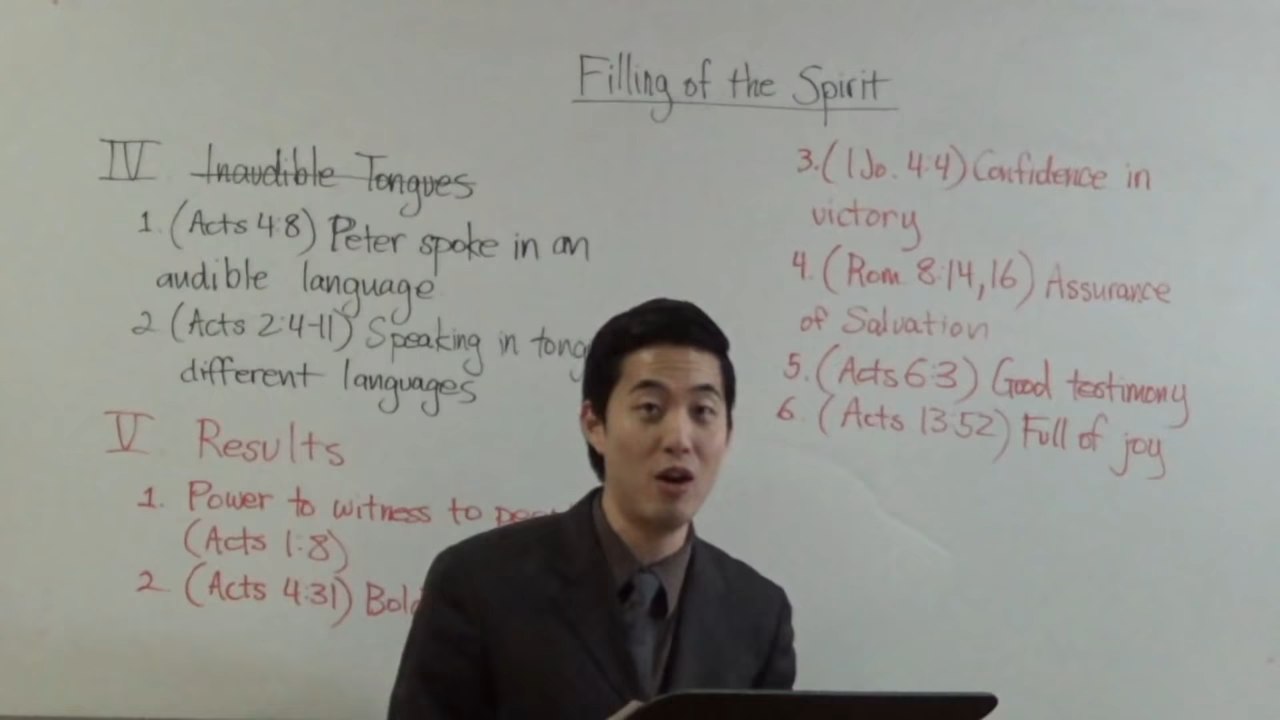 Filling of the Spirit
IV Inaudible Tongues
1. (Acts 4:8) Peter spoke in an
audible language
2 (Acts 2:4-11) Speaking in
different languages
V Results
1. Power to witness to
(Acts 1:8)
2 (Acts 4:31)
3. (1 Jo. 4:4) Confidence in
victory
4. (Rom 8:14,16) Assurance
of Salvation
5. (Acts 6:3) Good testimony
6. (Acts 13:52) Full of joy